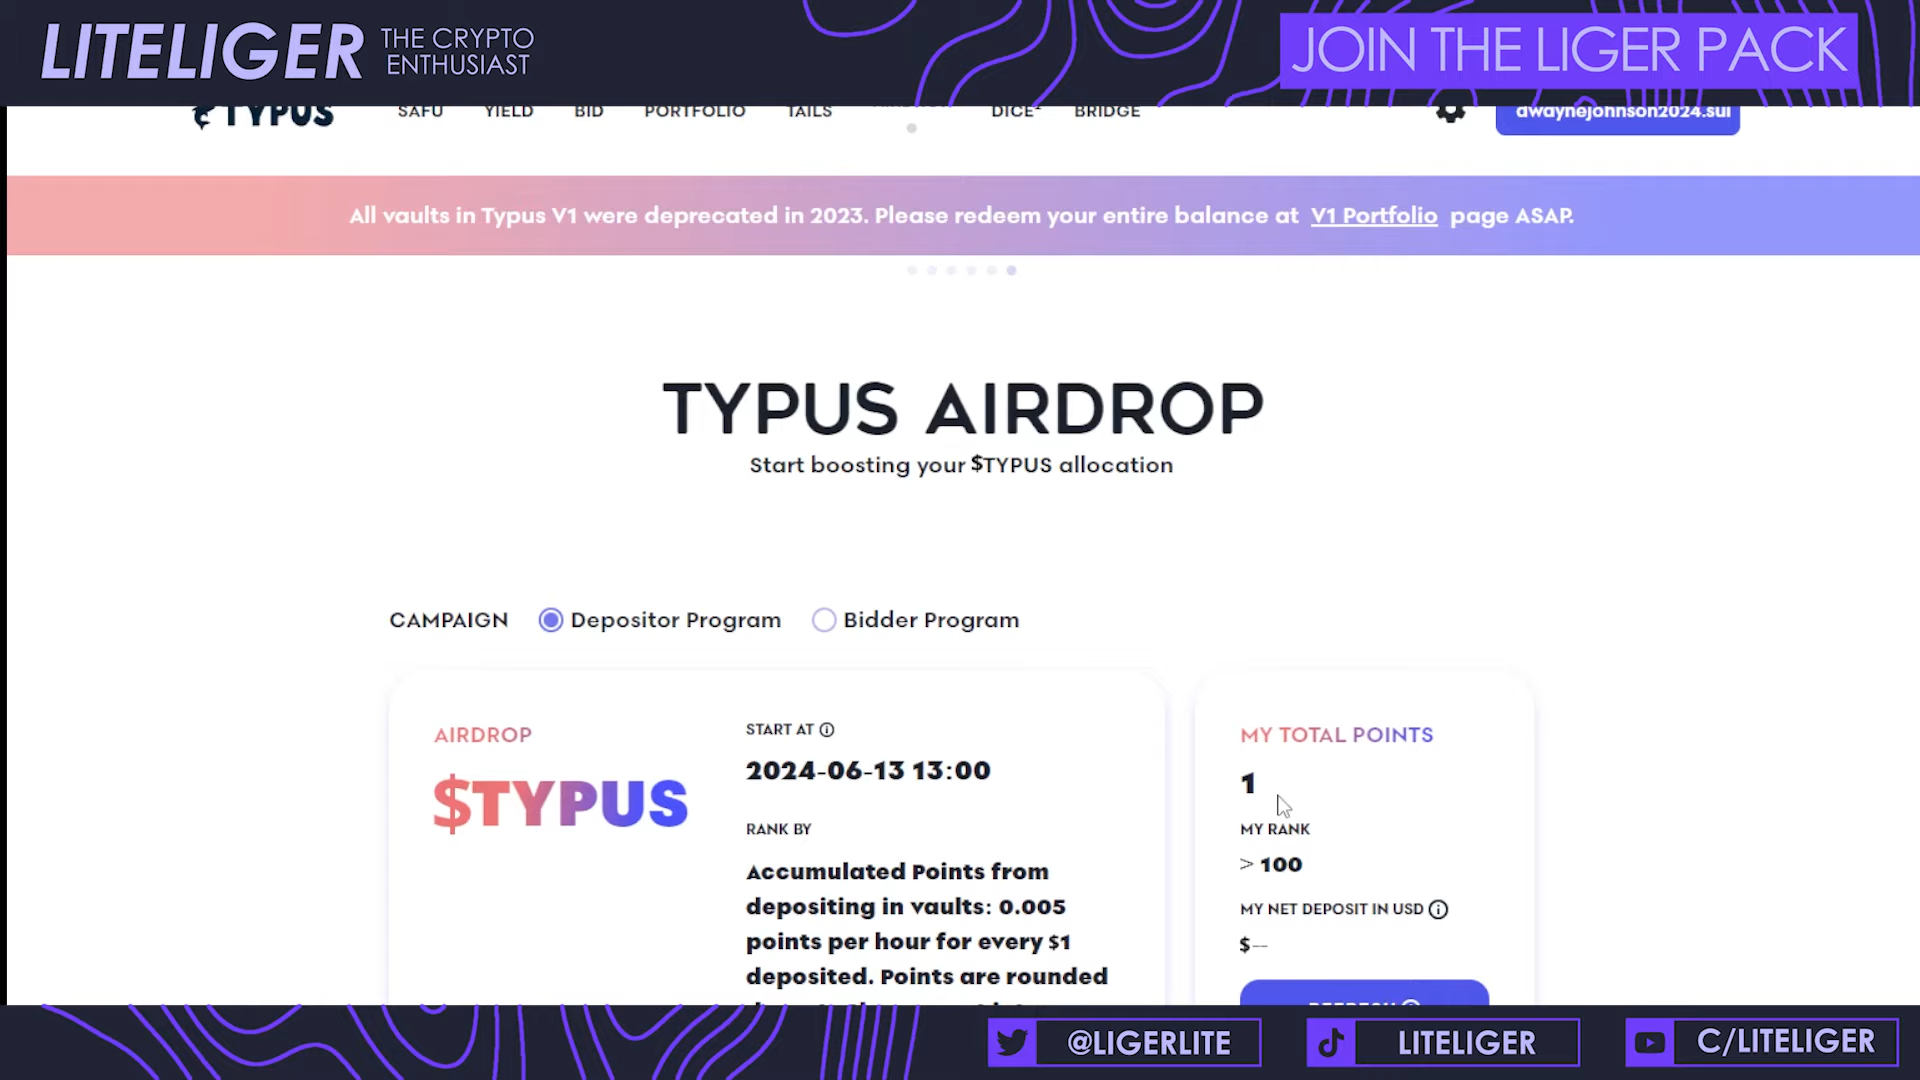 LITELIGER
THE CRYPTO
ENTHUSIAST
JOIN THE LIGER PACK
TYPUS
SAFU YIELD BID PORTFOLIO TAILS DICE² BRIDGE
dwaynejohnson2024.sui
All vaults in Typus V1 were deprecated in 2023. Please redeem your entire balance at V1 Portfolio page ASAP.
TYPUS AIRDROP
Start boosting your $TYPUS allocation
CAMPAIGN Depositor Program Bidder Program
AIRDROP
$TYPUS
START AT
2024-06-13 13:00
RANK BY
Accumulated Points from
depositing in vaults: 0.005
points per hour for every $1
deposited. Points are rounded
MY TOTAL POINTS
1
MY RANK
> 100
MY NET DEPOSIT IN USD
$--
REFRESH
@LIGERLITE
LITELIGER
C/LITELIGER